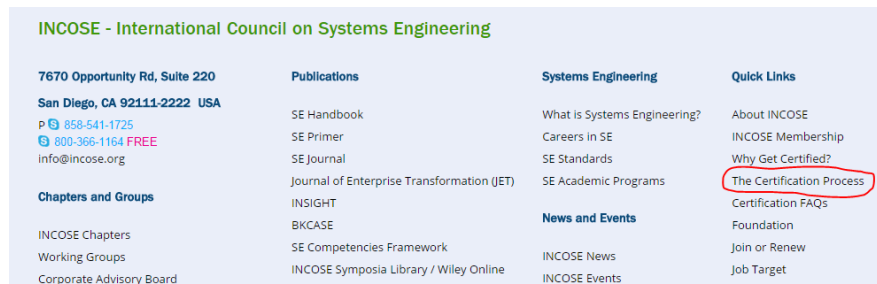 INCOSE - International Council on Systems Engineering
7670 Opportunity Rd, Suite 220
San Diego, CA 92111-2222 USA
P 858-541-1725
800-366-1164 FREE
info@incose.org
Chapters and Groups
INCOSE Chapters
Working Groups
Corporate Advisory Board
Publications
SE Handbook
SE Primer
SE Journal
Journal of Enterprise Transformation (JET)
INSIGHT
BKCASE
SE Competencies Framework
INCOSE Symposia Library / Wiley Online
Systems Engineering
What is Systems Engineering?
Careers in SE
SE Standards
SE Academic Programs
News and Events
INCOSE News
INCOSE Events
Quick Links
About INCOSE
INCOSE Membership
Why Get Certified?
The Certification Process
Certification FAQs
Foundation
Join or Renew
Job Target